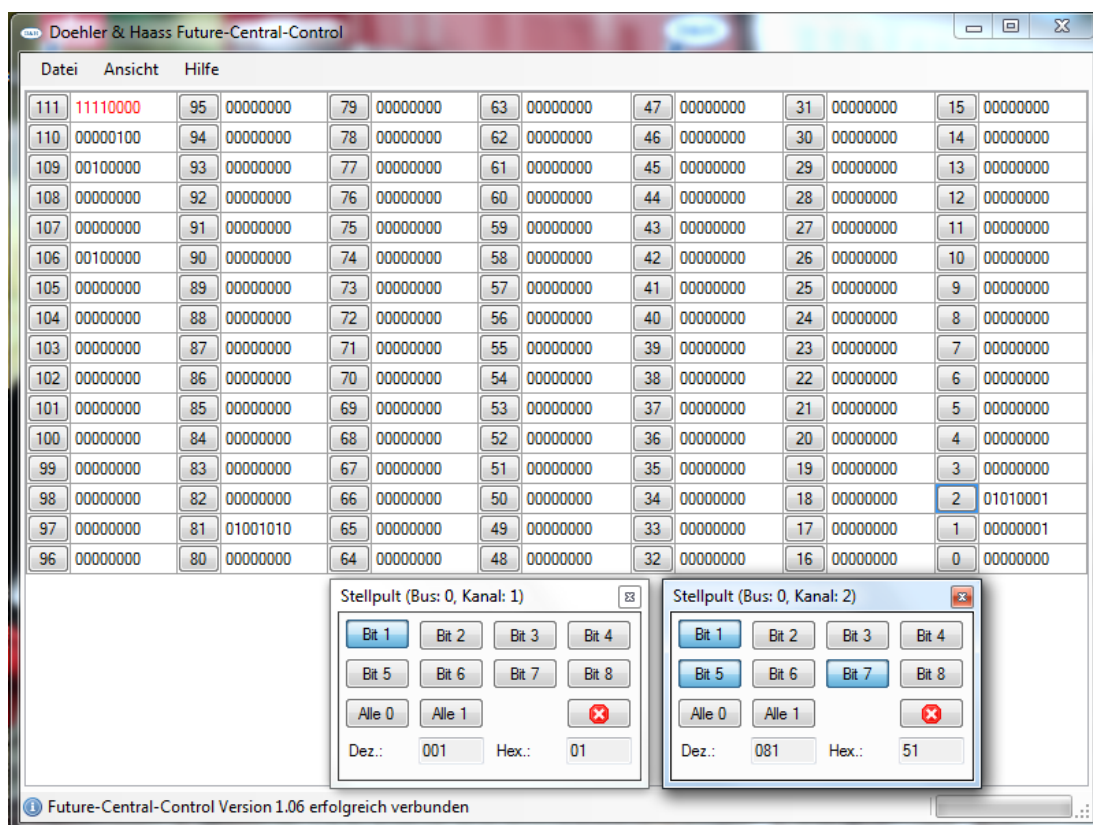 Doehler & Haass Future-Central-Control
Datei Ansicht Hilfe
111 11110000 95 00000000 79 00000000 63 00000000 47 00000000 31 00000000 15 00000000
110 00000100 94 00000000 78 00000000 62 00000000 46 00000000 30 00000000 14 00000000
109 00100000 93 00000000 77 00000000 61 00000000 45 00000000 29 00000000 13 00000000
108 00000000 92 00000000 76 00000000 60 00000000 44 00000000 28 00000000 12 00000000
107 00000000 91 00000000 75 00000000 59 00000000 43 00000000 27 00000000 11 00000000
106 00100000 90 00000000 74 00000000 58 00000000 42 00000000 26 00000000 10 00000000
105 00000000 89 00000000 73 00000000 57 00000000 41 00000000 25 00000000 9 00000000
104 00000000 88 00000000 72 00000000 56 00000000 40 00000000 24 00000000 8 00000000
103 00000000 87 00000000 71 00000000 55 00000000 39 00000000 23 00000000 7 00000000
102 00000000 86 00000000 70 00000000 54 00000000 38 00000000 22 00000000 6 00000000
101 00000000 85 00000000 69 00000000 53 00000000 37 00000000 21 00000000 5 00000000
100 00000000 84 00000000 68 00000000 52 00000000 36 00000000 20 00000000 4 00000000
99 00000000 83 00000000 67 00000000 51 00000000 35 00000000 19 00000000 3 00000000
98 00000000 82 00000000 66 00000000 50 00000000 34 00000000 18 00000000 2 01010001
97 00000000 81 01001010 65 00000000 49 00000000 33 00000000 17 00000000 1 00000001
96 00000000 80 00000000 64 00000000 48 00000000 32 00000000 16 00000000 0 00000000
Stellpult (Bus: 0, Kanal: 1)
Bit 1 Bit 2 Bit 3 Bit 4
Bit 5 Bit 6 Bit 7 Bit 8
Alle 0 Alle 1
Dez.: 001 Hex.: 01
Stellpult (Bus: 0, Kanal: 2)
Bit 1 Bit 2 Bit 3 Bit 4
Bit 5 Bit 6 Bit 7 Bit 8
Alle 0 Alle 1
Dez.: 081 Hex.: 51
Future-Central-Control Version 1.06 erfolgreich verbunden